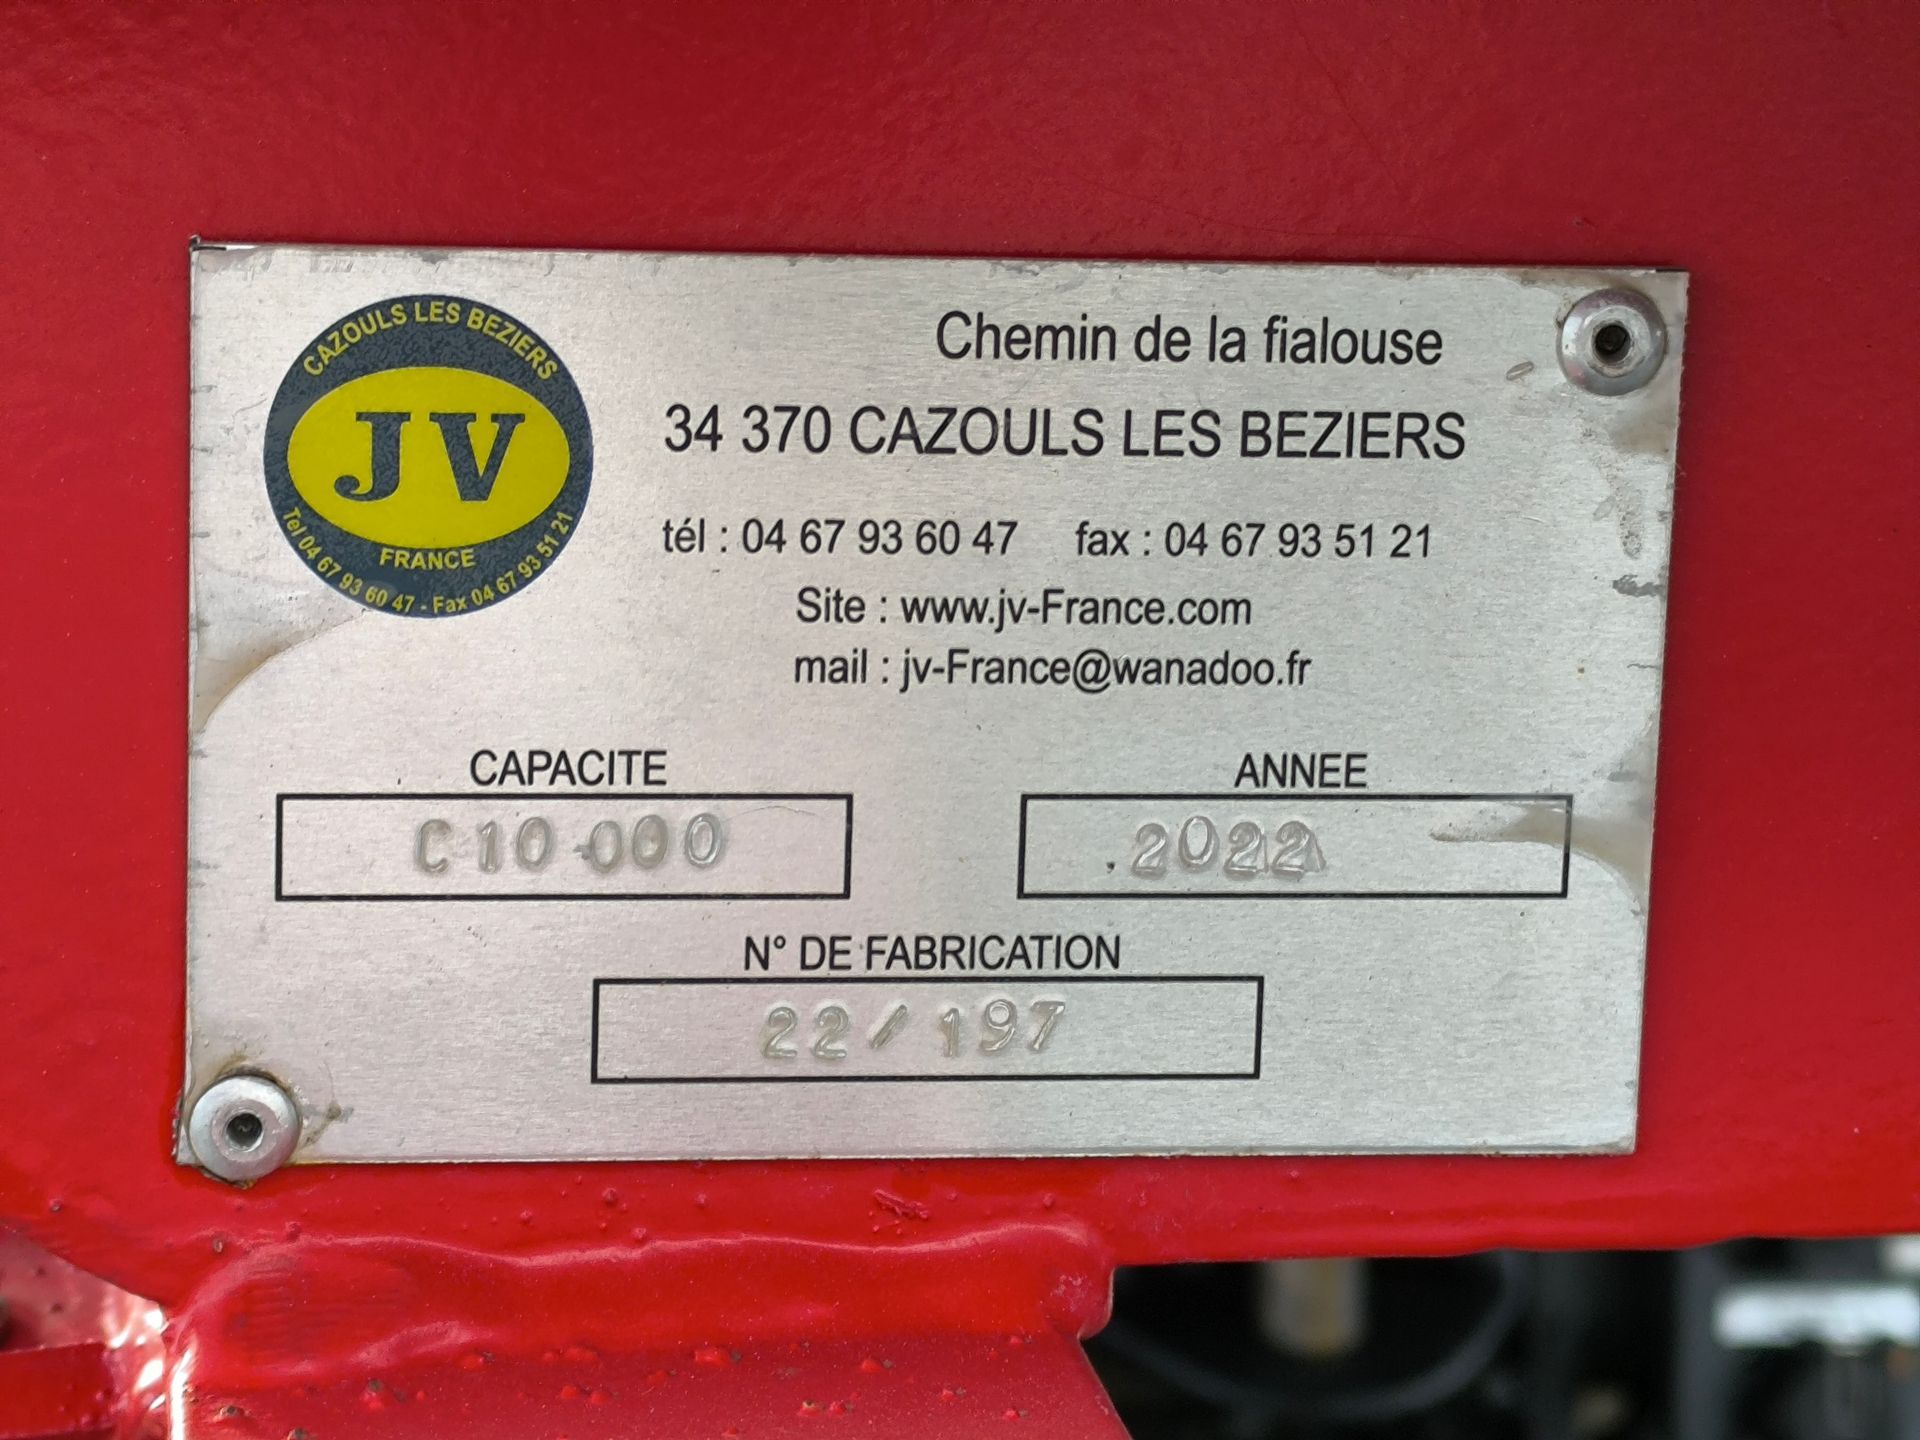 CAZOULS LES BEZIERS
JV
FRANCE
Tel 04 67 93 60 47 - Fax 04 67 93 51 21
Chemin de la fialouse
34 370 CAZOULS LES BEZIERS
tél : 04 67 93 60 47 fax : 04 67 93 51 21
Site : www.jv-France.com
mail : jv-France@wanadoo.fr
CAPACITE
C10 000
ANNEE
2022
N° DE FABRICATION
22/197